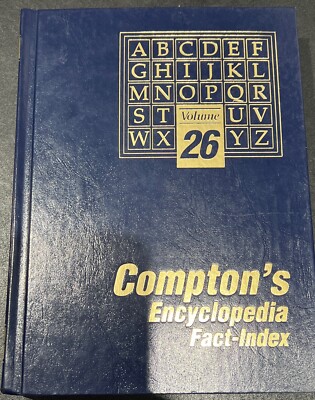 A B C D E F
G H I J K L
M N O P Q R
S T Volume U V
W X 26 Y Z
Compton's
Encyclopedia
Fact-Index